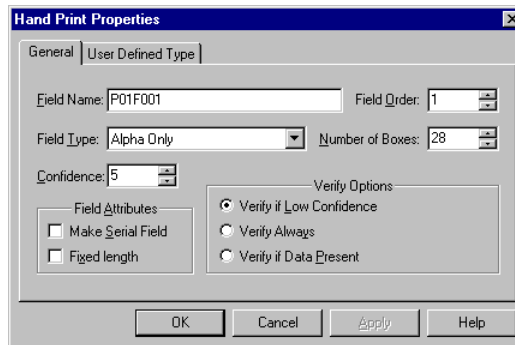 Hand Print Properties
General User Defined Type
Field Name: P01F001 Field Order: 1
Field Type: Alpha Only Number of Boxes: 28
Confidence: 5
Verify Options
Field Attributes
Verify if Low Confidence
Make Serial Field
Verify Always
Fixed length
Verify if Data Present
OK Cancel Apply Help